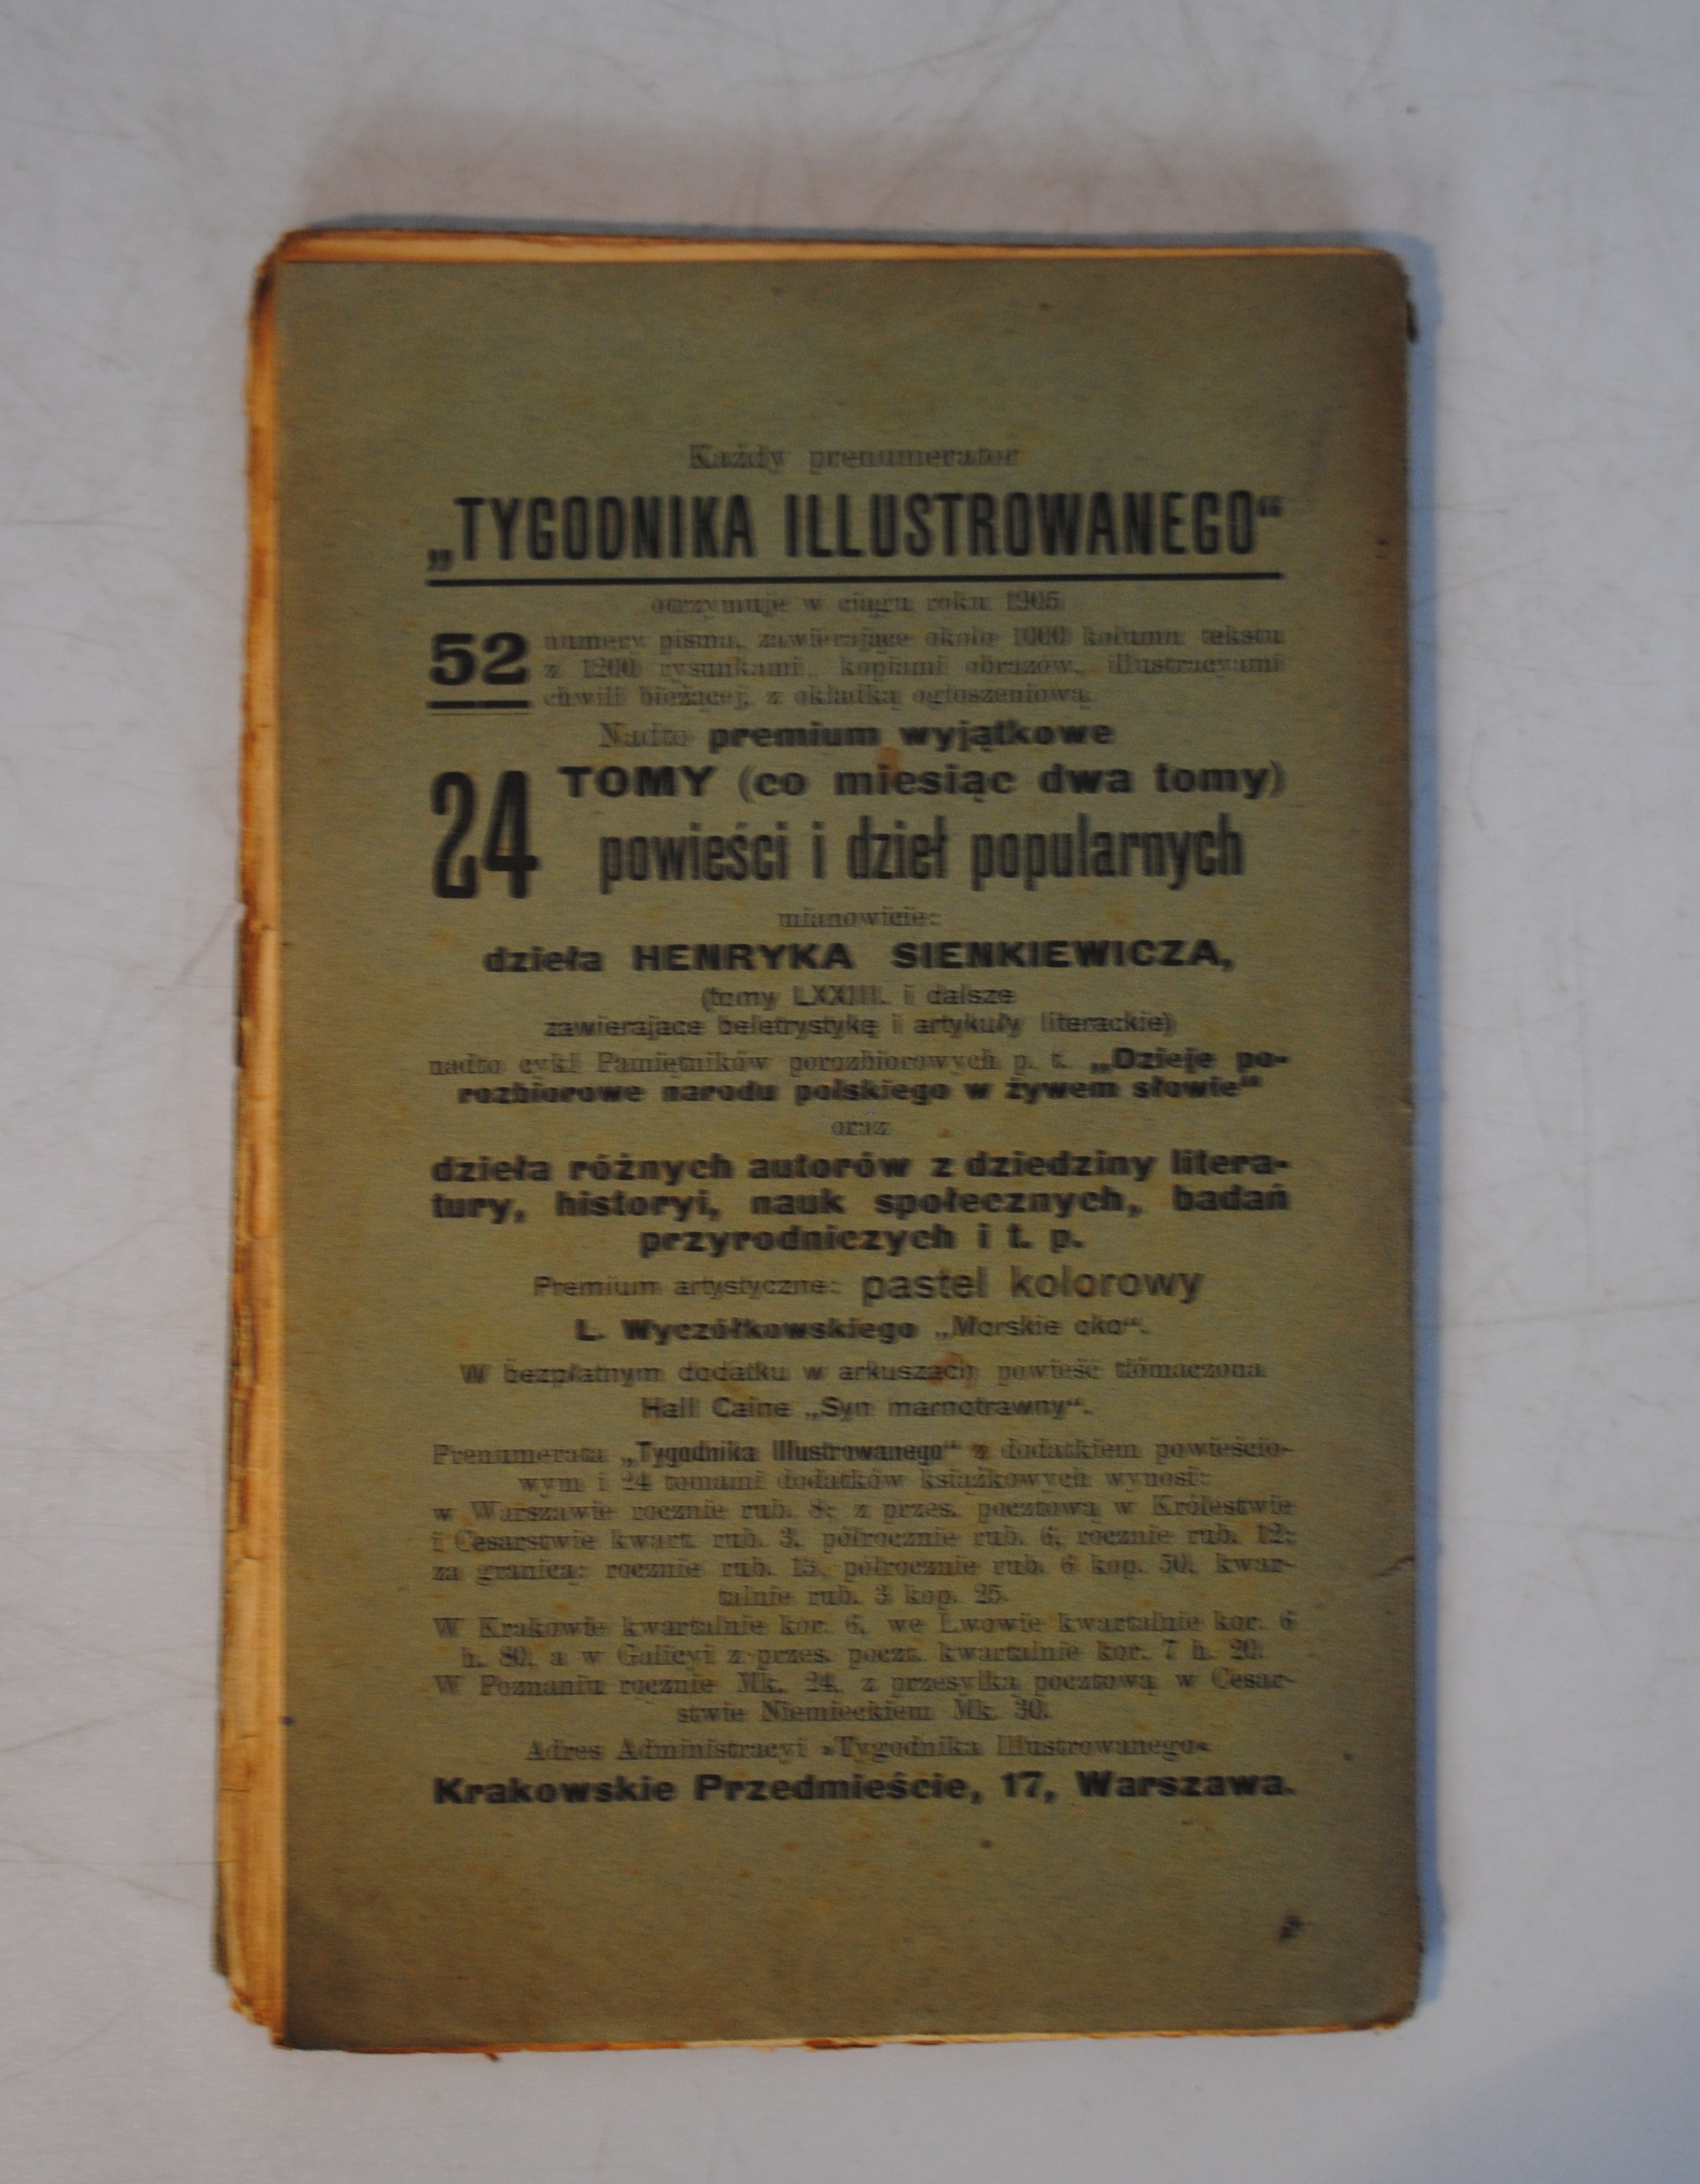 Każdy prenumerator
„TYGODNIKA ILLUSTROWANEGO“
otrzymuje w ciągu roku 1905
52 numery pisma, zawierające około 1000 kolumn tekstu
z 1200 rysunkami, kopiami obrazów, illustracyami
chwili bieżącej, z okładką ogłoszeniową.
Nadto premium wyjątkowe
24 TOMY (co miesiąc dwa tomy)
powieści i dzieł popularnych
mianowicie:
dzieła HENRYKA SIENKIEWICZA,
(tomy LXXIII. i dalsze
zawierające beletrystykę i artykuły literackie)
nadto cykl Pamiętników porozbiorowych p. t. „Dzieje po-
rozbiorowe narodu polskiego w żywem słowie“
oraz
dzieła różnych autorów z dziedziny litera-
tury, historyi, nauk społecznych, badań
przyrodniczych i t. p.
Premium artystyczne: pastel kolorowy
L. Wyczółkowskiego „Morskie oko“.
W bezpłatnym dodatku w arkuszach powieść tłómaczona
Hall Caine „Syn marnotrawny“.
Prenumerata „Tygodnika Illustrowanego“ z dodatkiem powieścio-
wym i 24 tomami dodatków książkowych wynosi:
w Warszawie rocznie rub. 8; z przes. pocztową w Królestwie
i Cesarstwie kwart. rub. 3, półrocznie rub. 6, rocznie rub. 12;
za granicą: rocznie rub. 13, półrocznie rub. 6 kop. 50, kwar-
talnie rub. 3 kop. 25.
W Krakowie kwartalnie kor. 6, we Lwowie kwartalnie kor. 6
h. 80, a w Galicyi z przes. poczt. kwartalnie kor. 7 h. 20.
W Poznaniu rocznie Mk. 24, z przesyłką pocztową w Cesar-
stwie Niemieckiem Mk. 30.
Adres Administracyi »Tygodnika Illustrowanego«
Krakowskie Przedmieście, 17, Warszawa.